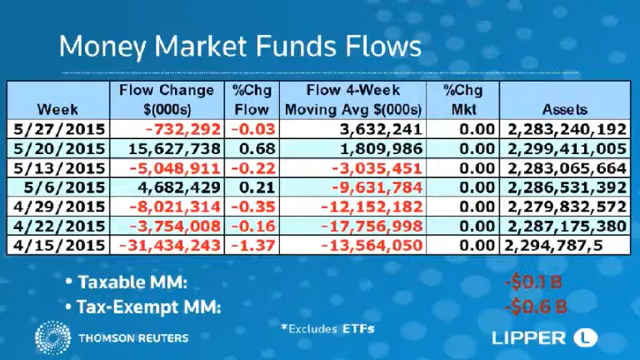 Money Market Funds Flows
Week Flow Change $(000s) %Chg Flow Flow 4-Week Moving Avg $(000s) %Chg Mkt Assets
5/27/2015 -732,292 -0.03 3,632,241 0.00 2,283,240,192
5/20/2015 15,627,738 0.68 1,809,986 0.00 2,299,411,005
5/13/2015 -5,048,911 -0.22 -3,035,451 0.00 2,283,065,664
5/6/2015 4,682,429 0.21 -9,631,784 0.00 2,286,531,392
4/29/2015 -8,021,314 -0.35 -12,152,182 0.00 2,279,832,572
4/22/2015 -3,754,008 -0.16 -17,756,998 0.00 2,287,175,380
4/15/2015 -31,434,243 -1.37 -13,564,050 0.00 2,294,787,5
• Taxable MM: -$0.1 B
• Tax-Exempt MM: -$0.6 B
*Excludes ETFs
THOMSON REUTERS LIPPER L